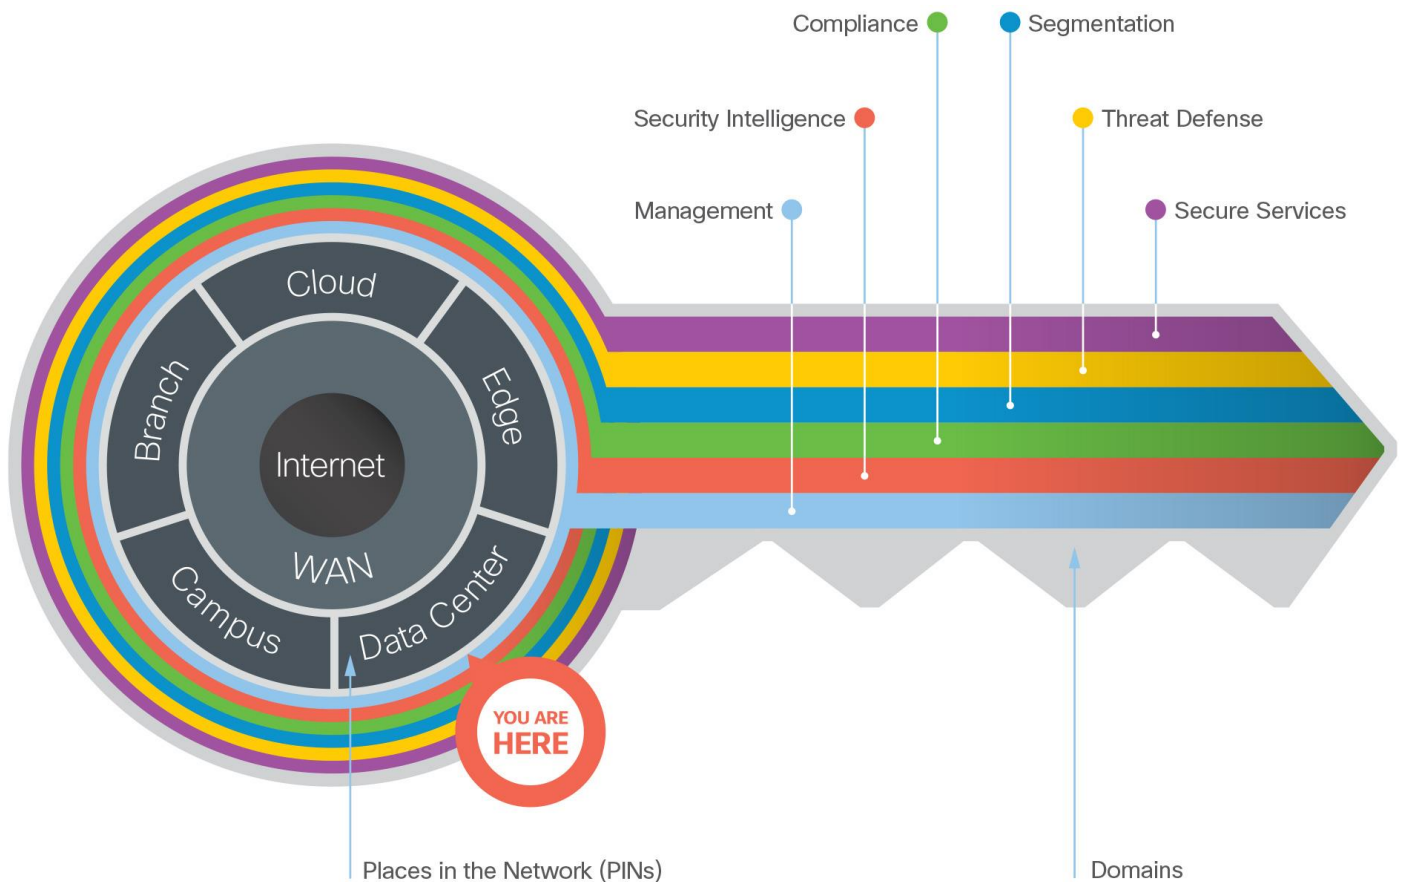 Compliance
Segmentation
Security Intelligence
Threat Defense
Management
Secure Services
Cloud
Branch
Edge
Internet
WAN
Campus
Data Center
YOU ARE
HERE
Places in the Network (PINs)
Domains